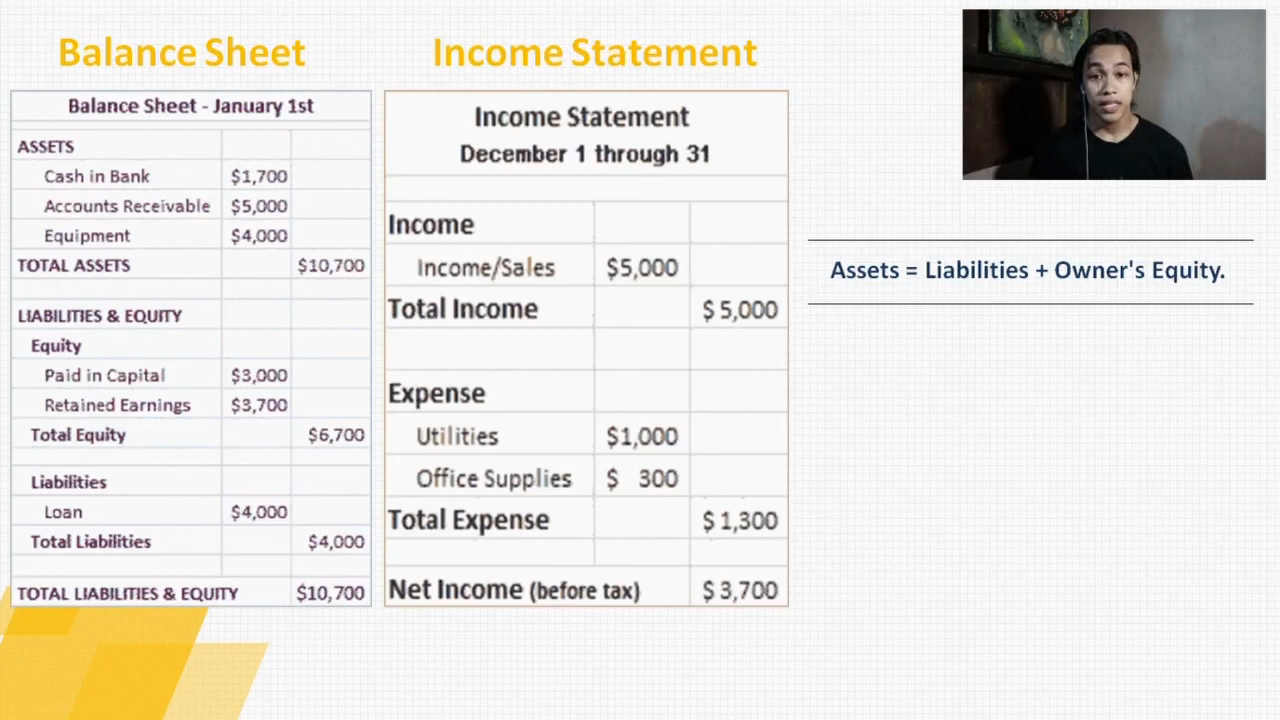 Balance Sheet
Balance Sheet - January 1st
ASSETS
Cash in Bank $1,700
Accounts Receivable $5,000
Equipment $4,000
TOTAL ASSETS $10,700
LIABILITIES & EQUITY
Equity
Paid in Capital $3,000
Retained Earnings $3,700
Total Equity $6,700
Liabilities
Loan $4,000
Total Liabilities $4,000
TOTAL LIABILITIES & EQUITY $10,700
Income Statement
Income Statement
December 1 through 31
Income
Income/Sales $5,000
Total Income $5,000
Expense
Utilities $1,000
Office Supplies $ 300
Total Expense $1,300
Net Income (before tax) $3,700
Assets = Liabilities + Owner's Equity.